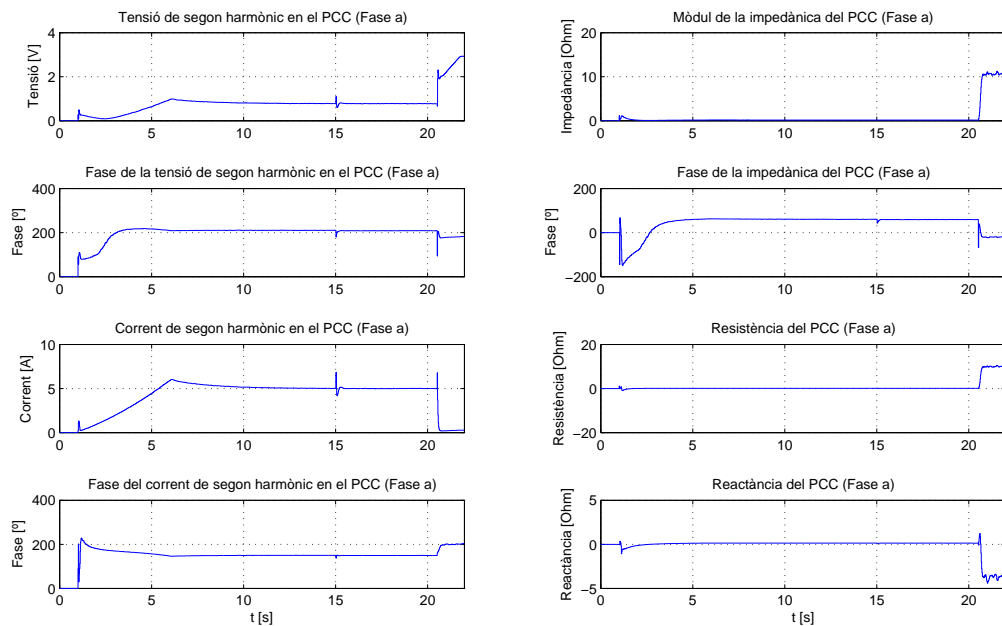 Tensió de segon harmònic en el PCC (Fase a)
Tensió [V]
4
2
0
0 5 10 15 20
Mòdul de la impedànica del PCC (Fase a)
Impedància [Ohm]
20
10
0
0 5 10 15 20
Fase de la tensió de segon harmònic en el PCC (Fase a)
Fase [º]
400
200
0
0 5 10 15 20
Fase de la impedànica del PCC (Fase a)
Fase [º]
200
0
−200
0 5 10 15 20
Corrent de segon harmònic en el PCC (Fase a)
Corrent [A]
10
5
0
0 5 10 15 20
Resistència del PCC (Fase a)
Resistència [Ohm]
20
0
−20
0 5 10 15 20
Fase del corrent de segon harmònic en el PCC (Fase a)
Fase [º]
400
200
0
0 5 10 15 20
t [s]
Reactància del PCC (Fase a)
Reactància [Ohm]
5
0
−5
0 5 10 15 20
t [s]